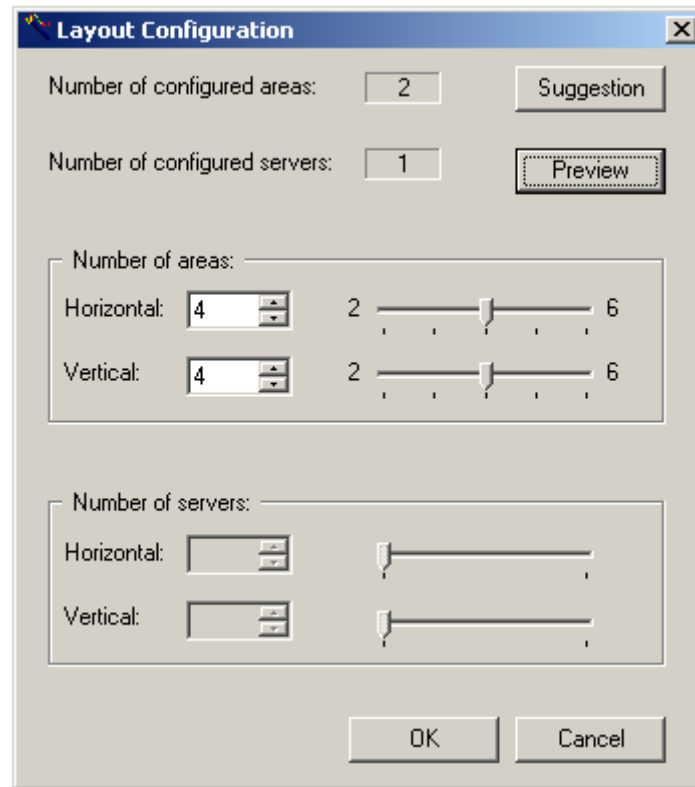 Layout Configuration
Number of configured areas: 2 Suggestion
Number of configured servers: 1 Preview
Number of areas:
Horizontal: 4 2 6
Vertical: 4 2 6
Number of servers:
Horizontal:
Vertical:
OK Cancel